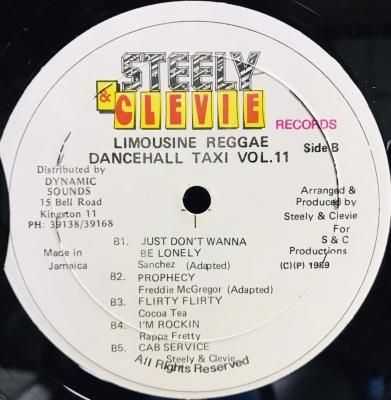 STEELY
& CLEVIE
RECORDS
LIMOUSINE REGGAE
DANCEHALL TAXI VOL.11
Side B
Distributed by
DYNAMIC
SOUNDS
15 Bell Road
Kingston 11
PH: 39138/39168
Made in
Jamaica
Arranged &
Produced by
Steely & Clevie
For
S & C
Productions
(C)(P) 1989
B1. JUST DON'T WANNA
BE LONELY
Sanchez (Adapted)
B2. PROPHECY
Freddie McGregor (Adapted)
B3. FLIRTY FLIRTY
Cocoa Tea
B4. I'M ROCKIN
Rappa Fretty
B5. CAB SERVICE
Steely & Clevie
All Rights Reserved